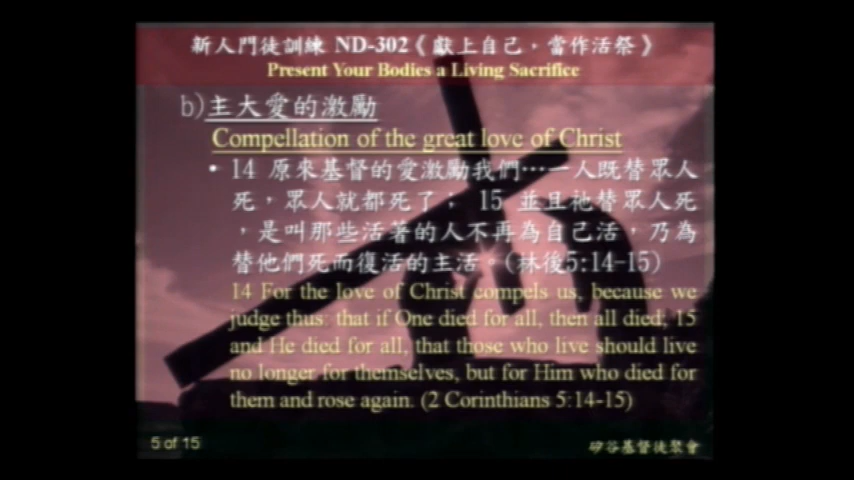 新人門徒訓練 ND-302《獻上自己，當作活祭》
Present Your Bodies a Living Sacrifice
b)主大愛的激勵
Compellation of the great love of Christ
• 14 原來基督的愛激勵我們…一人既替眾人
死，眾人就都死了； 15 並且祂替眾人死
，是叫那些活著的人不再為自己活，乃為
替他們死而復活的主活。(林後5:14-15)
14 For the love of Christ compels us, because we
judge thus: that if One died for all, then all died; 15
and He died for all, that those who live should live
no longer for themselves, but for Him who died for
them and rose again. (2 Corinthians 5:14-15)
5 of 15
矽谷基督徒聚會